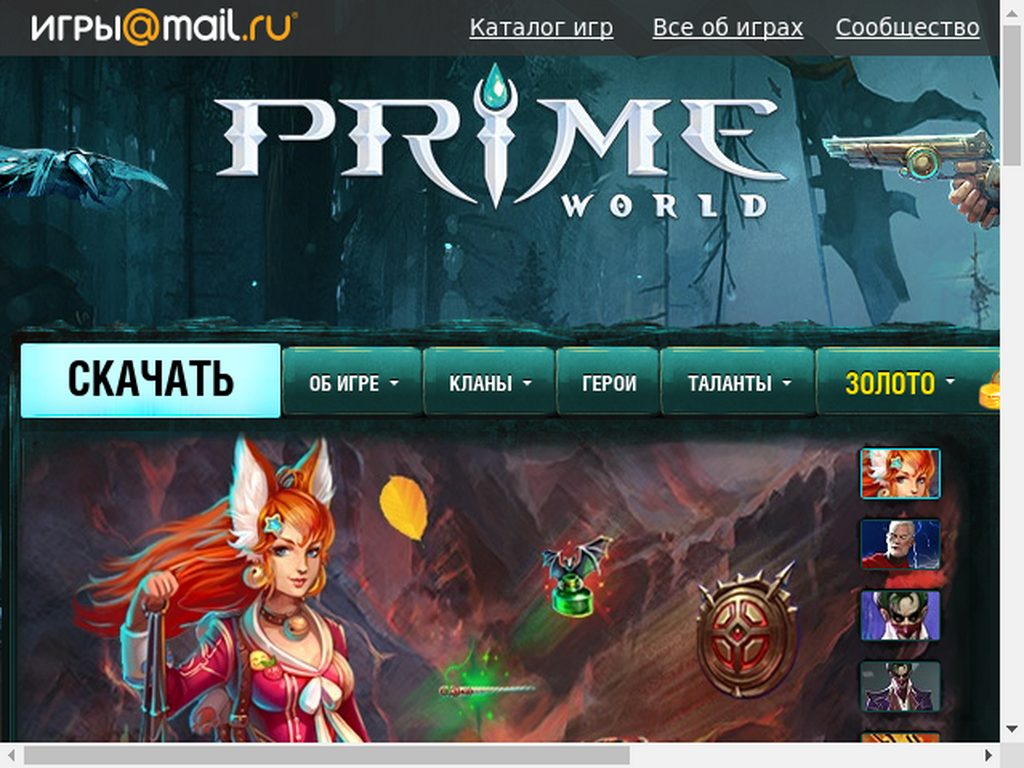 ИГРЫ@mail.ru
Каталог игр Все об играх Сообщество
PRIME
WORLD
СКАЧАТЬ ОБ ИГРЕ КЛАНЫ ГЕРОИ ТАЛАНТЫ ЗОЛОТО